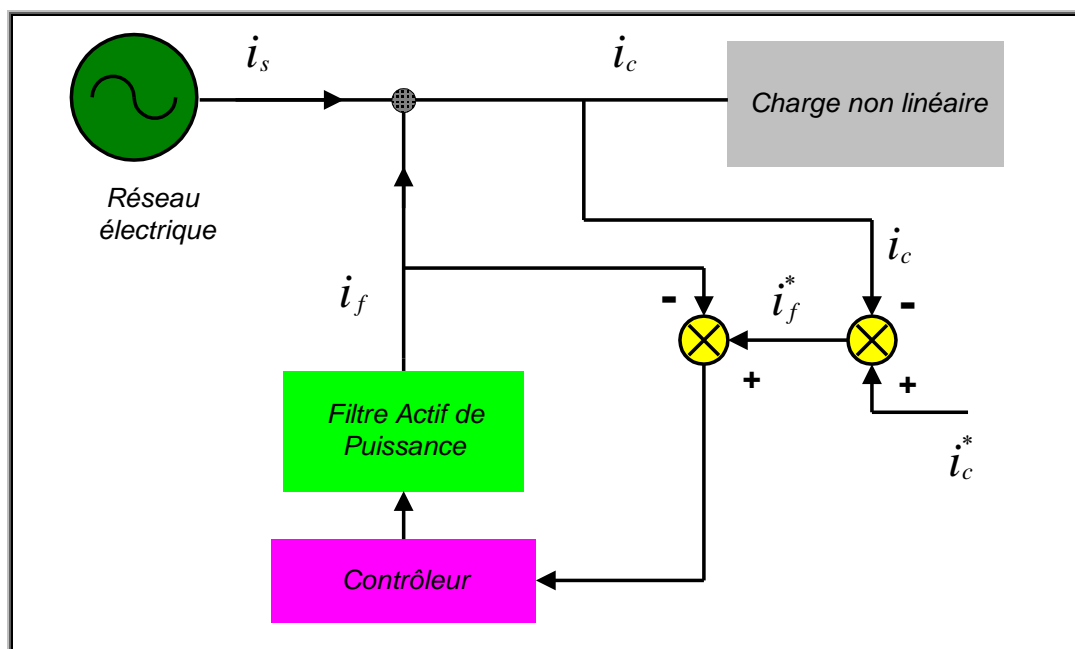 i_s
i_c
Charge non linéaire
Réseau
électrique
i_c
i_f
-
i_f^*
-
+
+
Filtre Actif de
Puissance
i_c^*
Contrôleur